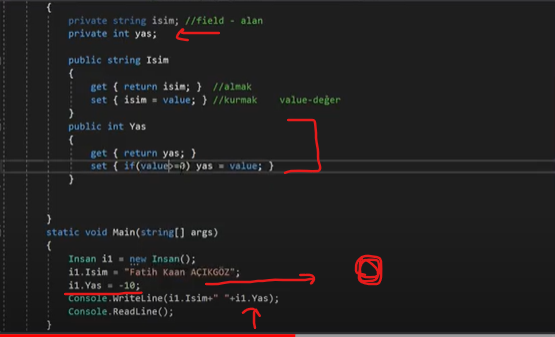 {
private string isim; //field - alan
private int yas;
public string Isim
{
get { return isim; } //almak
set { isim = value; } //kurmak value-değer
}
public int Yas
{
get { return yas; }
set { if(value>=0) yas = value; }
}
}
static void Main(string[] args)
{
Insan i1 = new Insan();
i1.Isim = "Fatih Kaan AÇIKGÖZ";
i1.Yas = -10;
Console.WriteLine(i1.Isim+" "+i1.Yas);
Console.ReadLine();
}